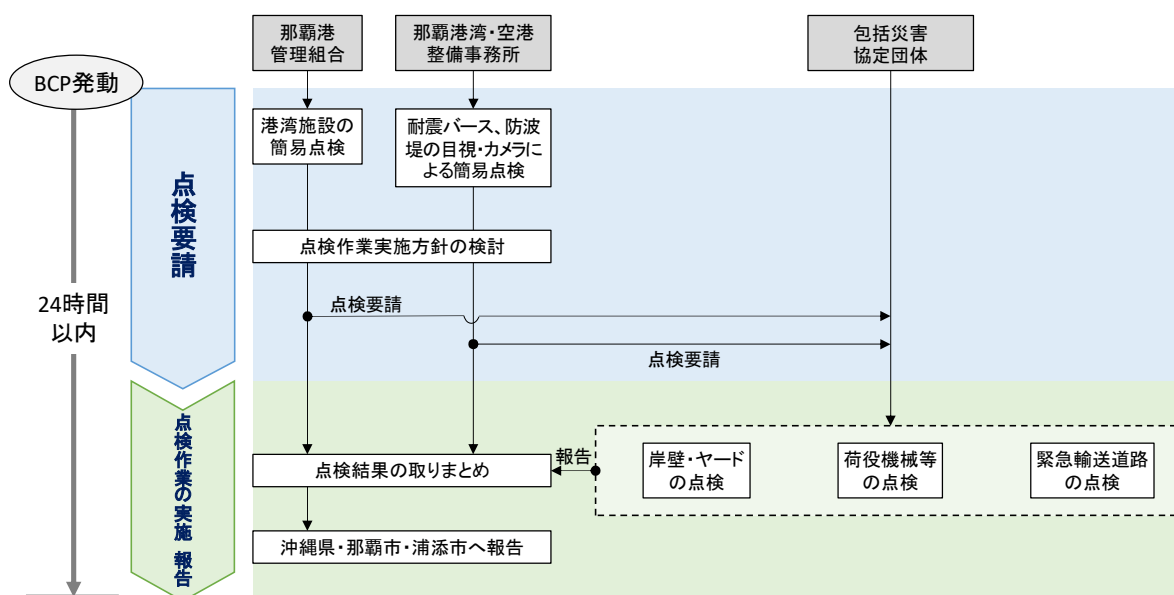 那覇港
管理組合
那覇港湾・空港
整備事務所
包括災害
協定団体
BCP発動
港湾施設の
簡易点検
耐震バース、防波
堤の目視・カメラに
よる簡易点検
点検要請
点検作業実施方針の検討
点検要請
24時間
以内
点検要請
点検作業の実施 報告
報告
点検結果の取りまとめ
岸壁・ヤード
の点検
荷役機械等
の点検
緊急輸送道路
の点検
沖縄県・那覇市・浦添市へ報告